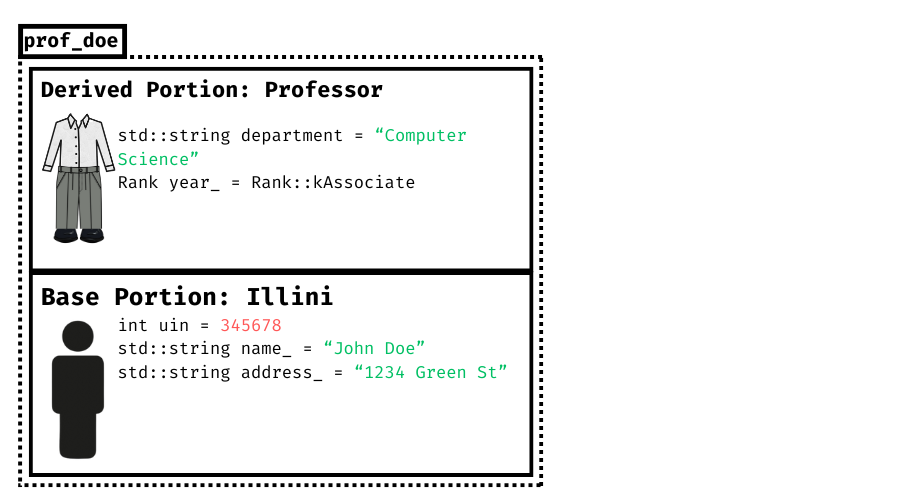 prof_doe
Derived Portion: Professor
std::string department = “Computer
Science”
Rank year_ = Rank::kAssociate
Base Portion: Illini
int uin = 345678
std::string name_ = “John Doe”
std::string address_ = “1234 Green St”